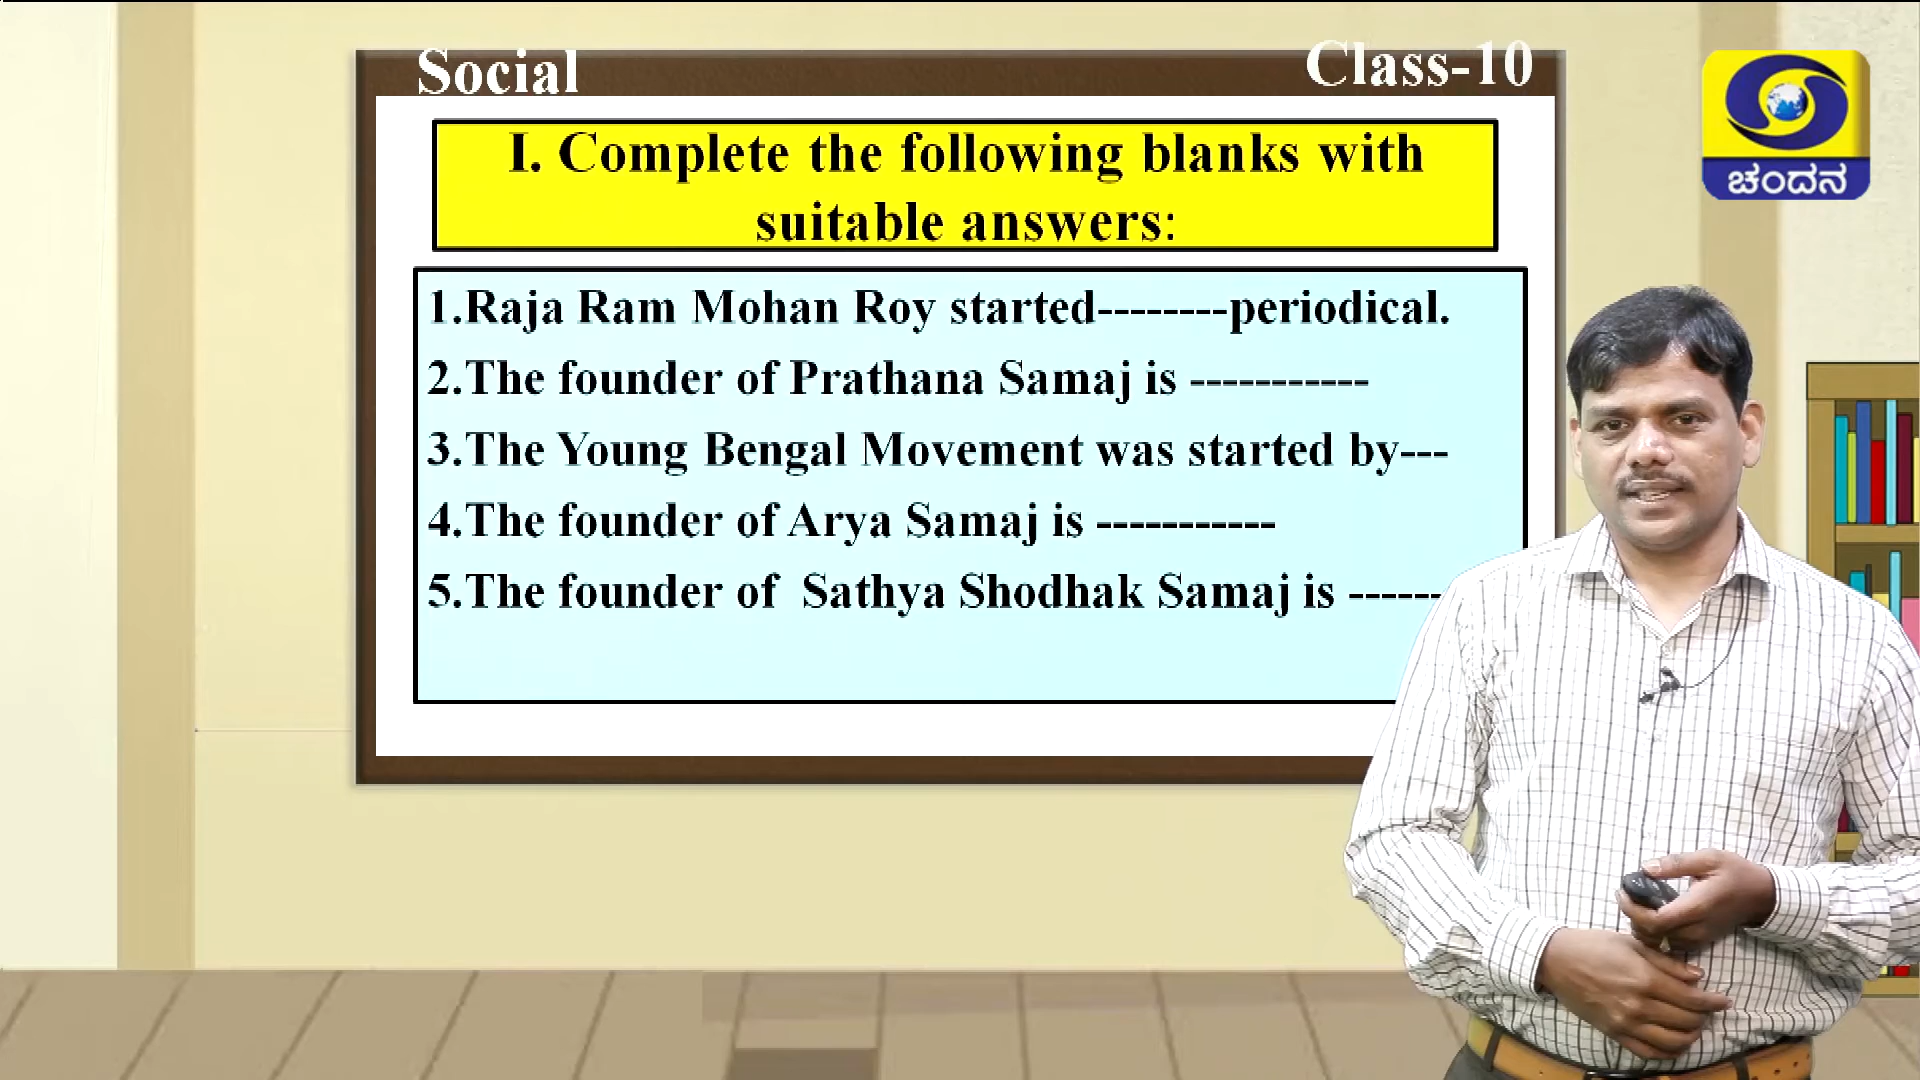 Social
Class-10
I. Complete the following blanks with
suitable answers:
1.Raja Ram Mohan Roy started--------periodical.
2.The founder of Prathana Samaj is -----------
3.The Young Bengal Movement was started by---
4.The founder of Arya Samaj is -----------
5.The founder of  Sathya Shodhak Samaj is ------
ಚಂದನ